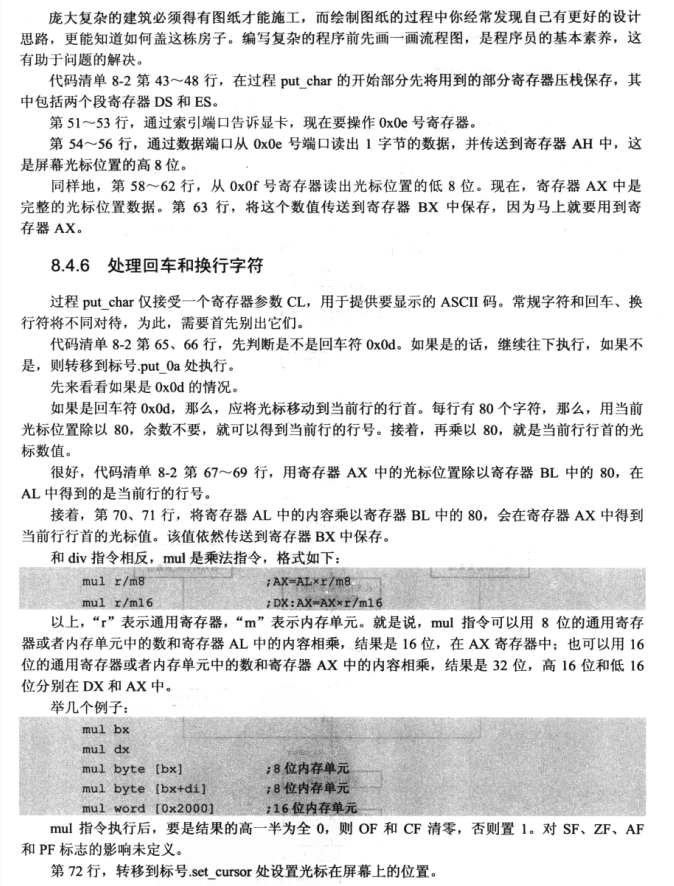 庞大复杂的建筑必须得有图纸才能施工，而绘制图纸的过程中你经常发现自己有更好的设计
思路，更能知道如何盖这栋房子。编写复杂的程序前先画一画流程图，是程序员的基本素养，这
有助于问题的解决。
代码清单 8-2 第 43～48 行，在过程 put_char 的开始部分先将用到的部分寄存器压栈保存，其
中包括两个段寄存器 DS 和 ES。
第 51～53 行，通过索引端口告诉显卡，现在要操作 0x0e 号寄存器。
第 54～56 行，通过数据端口从 0x0e 号端口读出 1 字节的数据，并传送到寄存器 AH 中，这
是屏幕光标位置的高 8 位。
同样地，第 58～62 行，从 0x0f 号寄存器读出光标位置的低 8 位。现在，寄存器 AX 中是
完整的光标位置数据。第 63 行，将这个数值传送到寄存器 BX 中保存，因为马上就要用到寄
存器 AX。
8.4.6 处理回车和换行字符
过程 put_char 仅接受一个寄存器参数 CL，用于提供要显示的 ASCII 码。常规字符和回车、换
行符将不同对待，为此，需要首先别出它们。
代码清单 8-2 第 65、66 行，先判断是不是回车符 0x0d。如果是的话，继续往下执行，如果不
是，则转移到标号.put_0a 处执行。
先来看看如果是 0x0d 的情况。
如果是回车符 0x0d，那么，应将光标移动到当前行的行首。每行有 80 个字符，那么，用当前
光标位置除以 80，余数不要，就可以得到当前行的行号。接着，再乘以 80，就是当前行行首的光
标数值。
很好，代码清单 8-2 第 67～69 行，用寄存器 AX 中的光标位置除以寄存器 BL 中的 80，在
AL 中得到的是当前行的行号。
接着，第 70、71 行，将寄存器 AL 中的内容乘以寄存器 BL 中的 80，会在寄存器 AX 中得到
当前行行首的光标值。该值依然传送到寄存器 BX 中保存。
和 div 指令相反，mul 是乘法指令，格式如下：
mul r/m8 ;AX=AL×r/m8
mul r/m16 ;DX:AX=AX×r/m16
以上，“r”表示通用寄存器，“m”表示内存单元。就是说，mul 指令可以用 8 位的通用寄存
器或者内存单元中的数和寄存器 AL 中的内容相乘，结果是 16 位，在 AX 寄存器中；也可以用 16
位的通用寄存器或者内存单元中的数和寄存器 AX 中的内容相乘，结果是 32 位，高 16 位和低 16
位分别在 DX 和 AX 中。
举几个例子：
mul bx
mul dx
mul byte [bx] ;8 位内存单元
mul byte [bx+di] ;8 位内存单元
mul word [0x2000] ;16 位内存单元
mul 指令执行后，要是结果的高一半为全 0，则 OF 和 CF 清零，否则置 1。对 SF、ZF、AF
和 PF 标志的影响未定义。
第 72 行，转移到标号.set_cursor 处设置光标在屏幕上的位置。